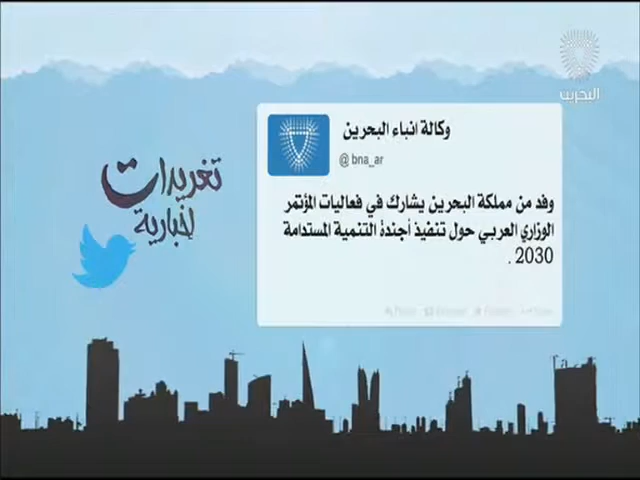 البحرين
وكالة انباء البحرين
@bna_ar
تغريدات
إخبارية
وفد من مملكة البحرين يشارك في فعاليات المؤتمر
الوزاري العربي حول تنفيذ أجندة التنمية المستدامة
2030 .